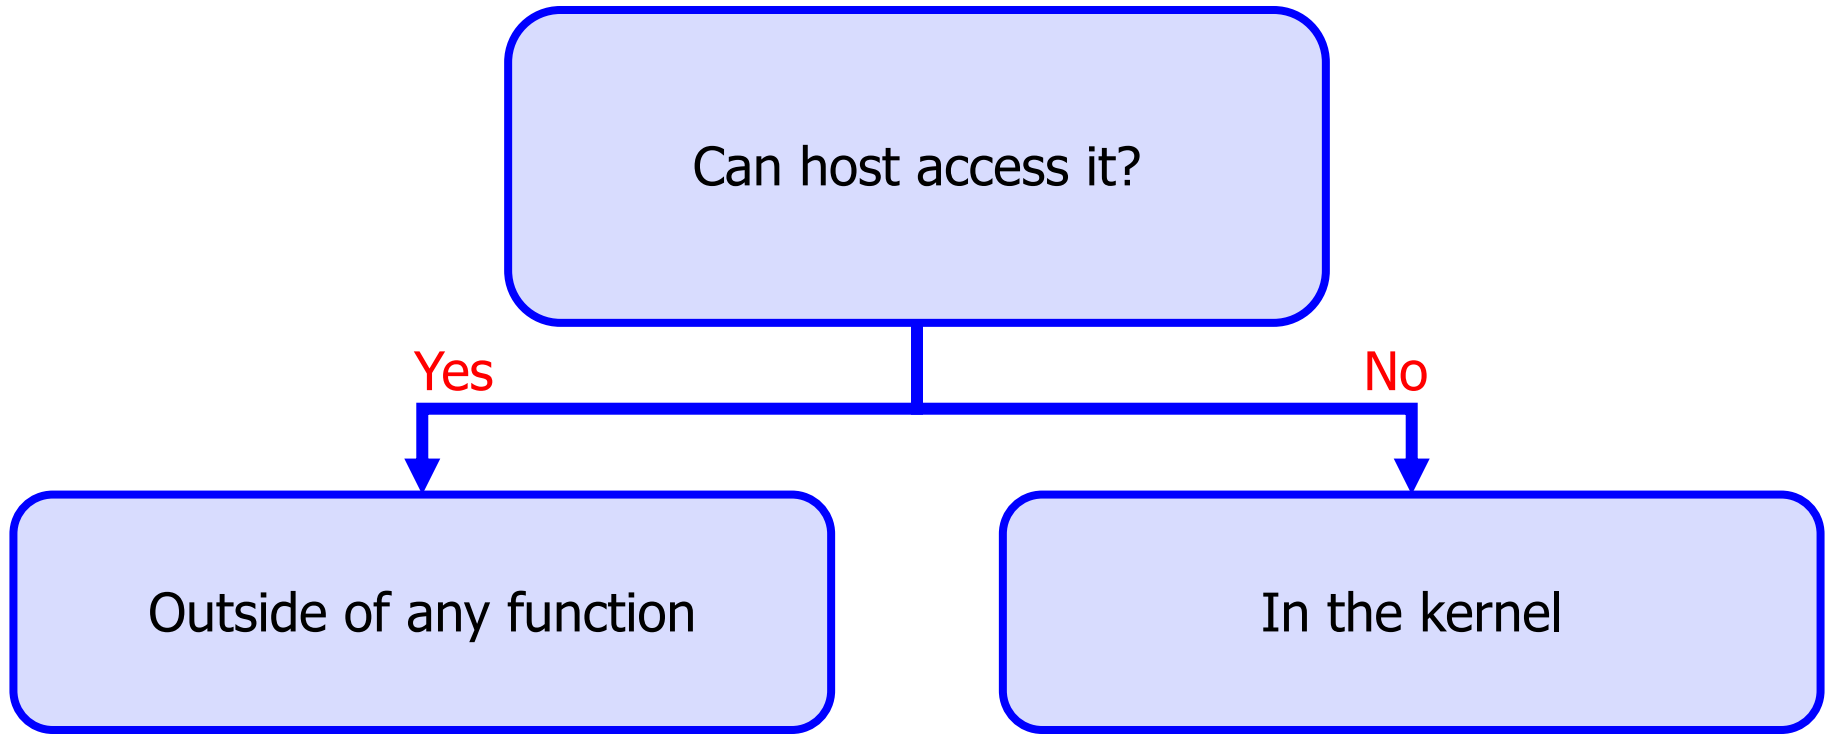 Can host access it?
Yes
No
Outside of any function
In the kernel